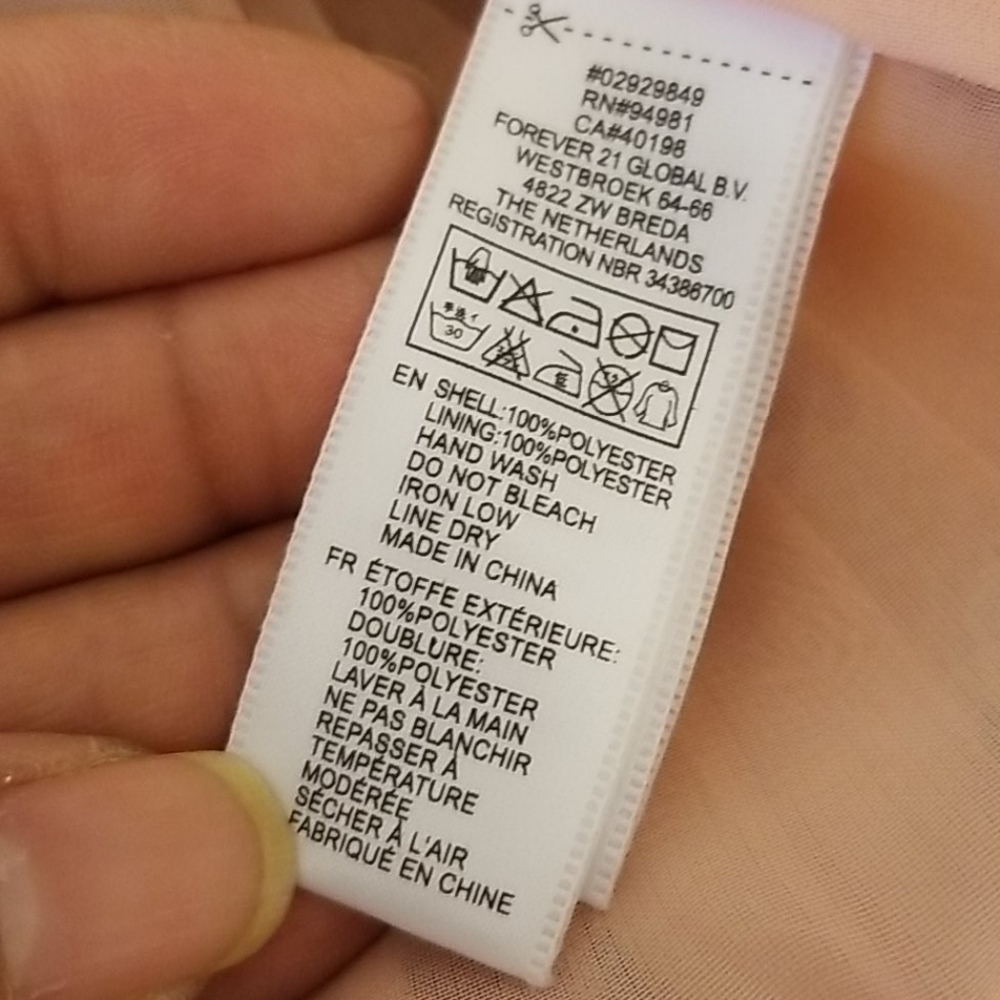 #02929849
RN#94981
CA#40198
FOREVER 21 GLOBAL B.V.
WESTBROEK 64-66
4822 ZW BREDA
THE NETHERLANDS
REGISTRATION NBR 34386700
30
EN SHELL:100%POLYESTER
LINING:100%POLYESTER
HAND WASH
DO NOT BLEACH
IRON LOW
LINE DRY
MADE IN CHINA
FR ÉTOFFE EXTÉRIEURE:
100%POLYESTER
DOUBLURE:
100%POLYESTER
LAVER À LA MAIN
NE PAS BLANCHIR
REPASSER À
TEMPÉRATURE
MODÉRÉE
SÉCHER À L'AIR
FABRIQUÉ EN CHINE